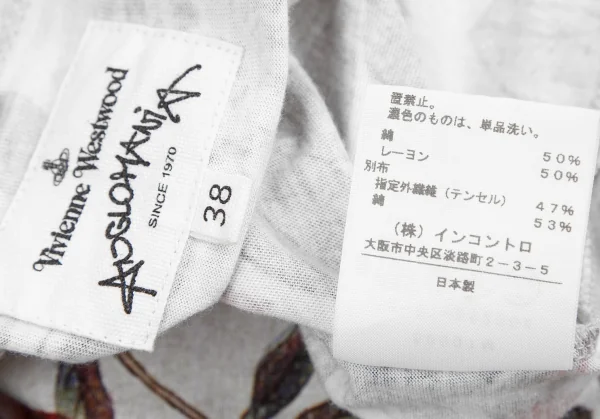 Vivienne Westwood
ANGLOMANIA
SINCE 1970
38
置禁止。
濃色のものは、単品洗い。
綿 50%
レーヨン 50%
別布
指定外繊維（テンセル） 47%
綿 53%
（株）インコントロ
大阪市中央区淡路町2－3－5
日本製